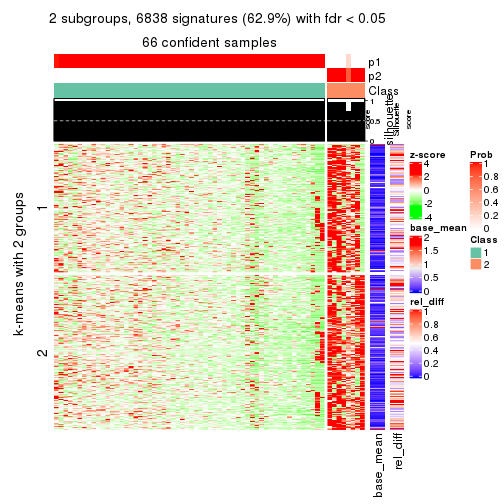 2 subgroups, 6838 signatures (62.9%) with fdr < 0.05
66 confident samples
p1
p2
Class
silhouette
score
Silhouette
score
1
0.5
0
k-means with 2 groups
1
2
base_mean
rel_diff
z-score
4
2
0
-2
-4
base_mean
2
1.5
1
0.5
0
rel_diff
1
0.8
0.6
0.4
0.2
0
Prob
1
0.8
0.6
0.4
0.2
0
Class
1
2